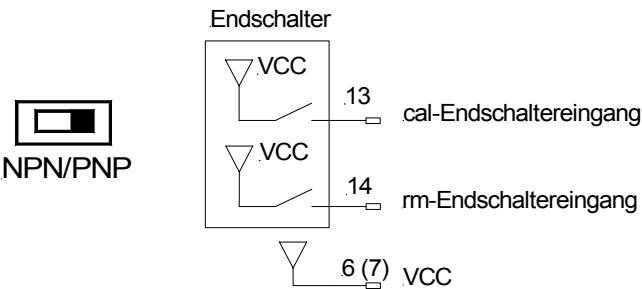 Endschalter
VCC
13
cal-Endschaltereingang
NPN/PNP
VCC
14
rm-Endschaltereingang
6 (7)
VCC